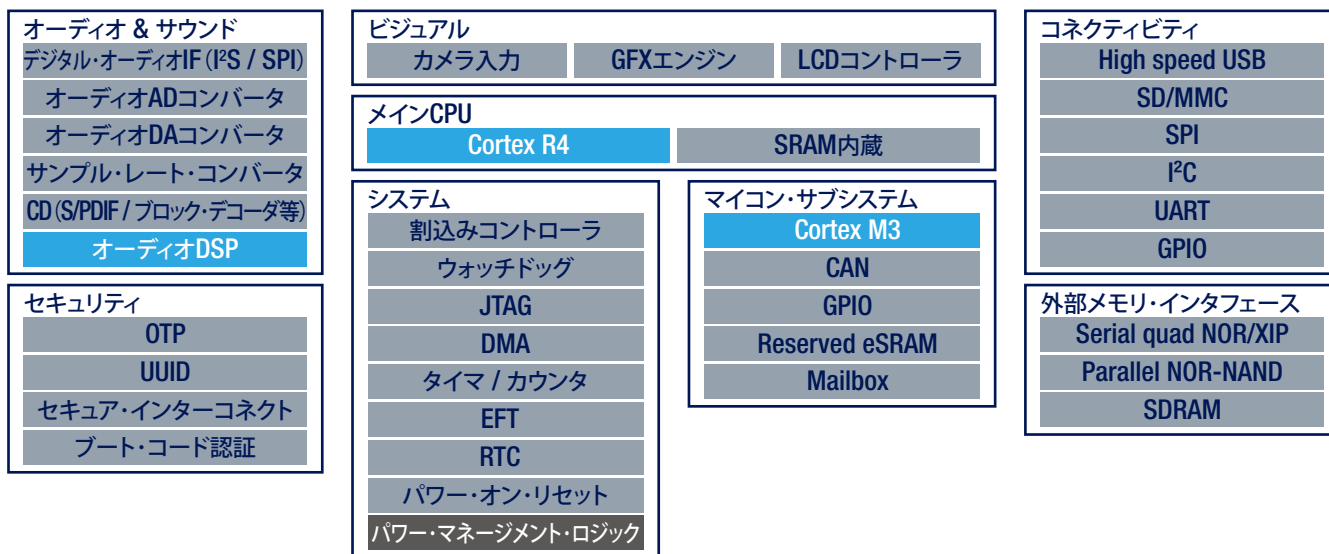 オーディオ & サウンド
デジタル・オーディオIF（I²S / SPI）
オーディオADコンバータ
オーディオDAコンバータ
サンプル・レート・コンバータ
CD（S/PDIF / ブロック・デコーダ等）
オーディオDSP
セキュリティ
OTP
UUID
セキュア・インターコネクト
ブート・コード認証
ビジュアル
カメラ入力
GFXエンジン
LCDコントローラ
メインCPU
Cortex R4
SRAM内蔵
システム
割込みコントローラ
ウォッチドッグ
JTAG
DMA
タイマ / カウンタ
EFT
RTC
パワー・オン・リセット
パワー・マネージメント・ロジック
マイコン・サブシステム
Cortex M3
CAN
GPIO
Reserved eSRAM
Mailbox
コネクティビティ
High speed USB
SD/MMC
SPI
I²C
UART
GPIO
外部メモリ・インタフェース
Serial quad NOR/XIP
Parallel NOR-NAND
SDRAM